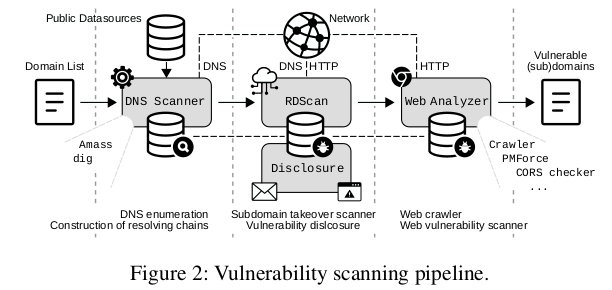 Public Datasources
Network
Domain List
DNS
DNS
HTTP
HTTP
Vulnerable
(sub)domains
DNS Scanner
RDScan
Web Analyzer
Amass
dig
Disclosure
Crawler
PMForce
CORS checker
...
DNS enumeration
Construction of resolving chains
Subdomain takeover scanner
Vulnerability dislcosure
Web crawler
Web vulnerability scanner
Figure 2: Vulnerability scanning pipeline.